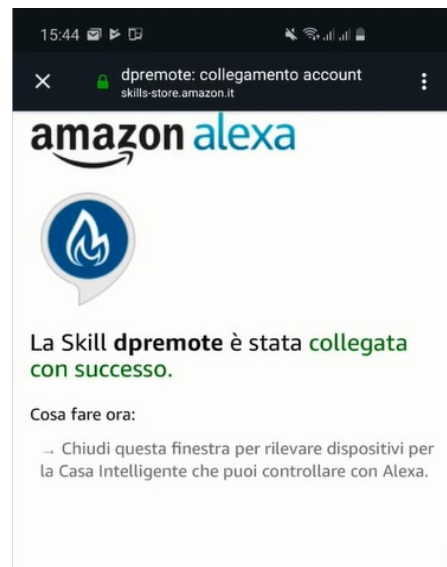 15:44
dpremote: collegamento account
skills-store.amazon.it
amazon alexa
La Skill dpremote è stata collegata
con successo.
Cosa fare ora:
→ Chiudi questa finestra per rilevare dispositivi per
la Casa Intelligente che puoi controllare con Alexa.